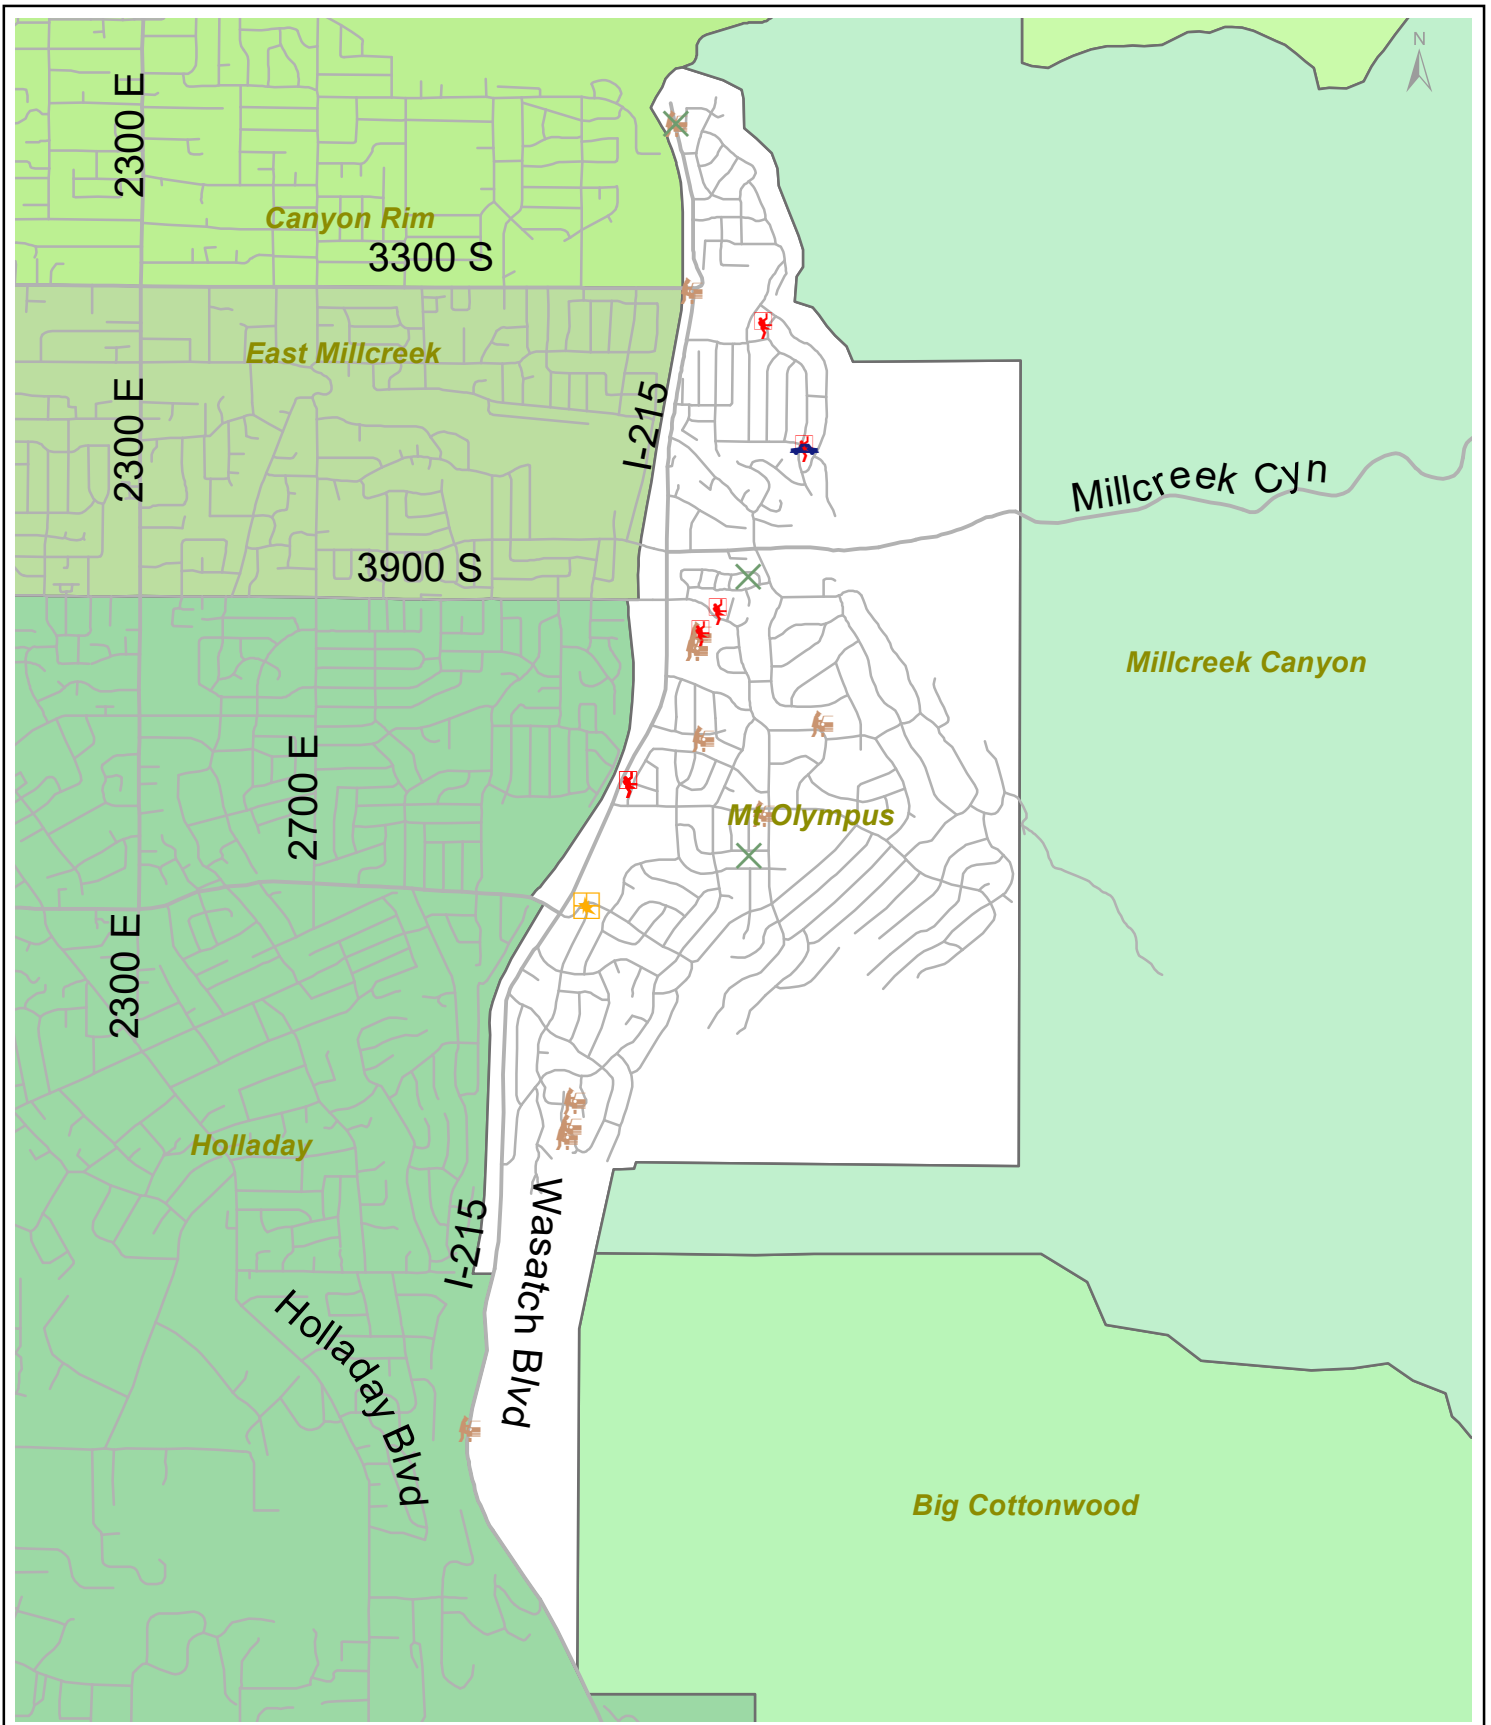 N
2300 E
Canyon Rim
3300 S
East Millcreek
2300 E
I-215
Millcreek Cyn
3900 S
Millcreek Canyon
2700 E
Mt Olympus
2300 E
Holladay
I-215
Wasatch Blvd
Holladay Blvd
Big Cottonwood